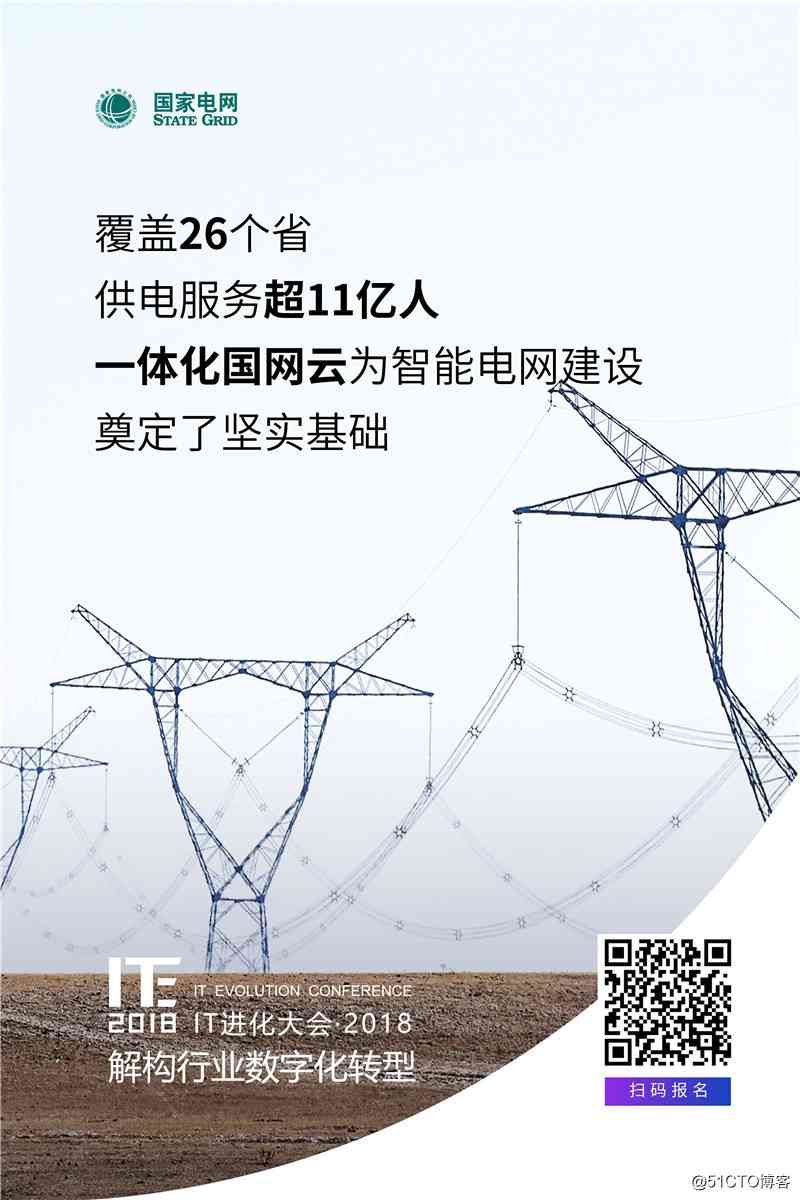 国家电网
STATE GRID
覆盖26个省
供电服务超11亿人
一体化国网云为智能电网建设
奠定了坚实基础
ITE
IT EVOLUTION CONFERENCE
2018
IT进化大会·2018
解构行业数字化转型
扫码报名
@51CTO博客